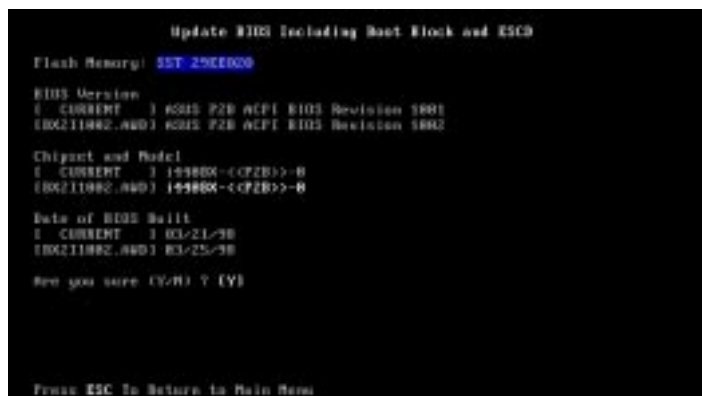 Update BIOS Including Boot Block and ESCD
Flash Memory: SST 29EE020
BIOS Version
[ CURRENT ] ASUS P2B ACPI BIOS Revision 1001
[BX2I1002.AWD] ASUS P2B ACPI BIOS Revision 1002
Chipset and Model
[ CURRENT ] i440BX-<<P2B>>-0
[BX2I1002.AWD] i440BX-<<P2B>>-0
Date of BIOS Built
[ CURRENT ] 03/21/98
[BX2I1002.AWD] 03/25/98
Are you sure (Y/N) ? [Y]
Press ESC To Return to Main Menu